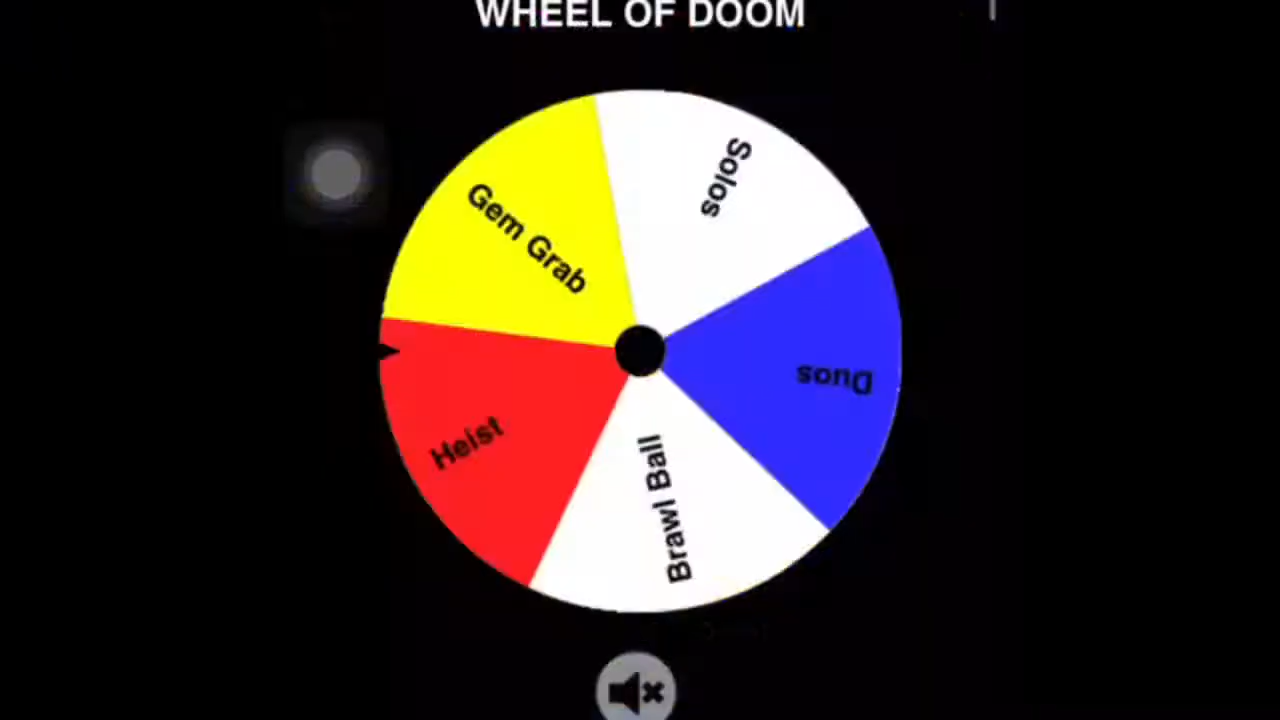 WHEEL OF DOOM
Solos
Gem Grab
Duos
Heist
Brawl Ball